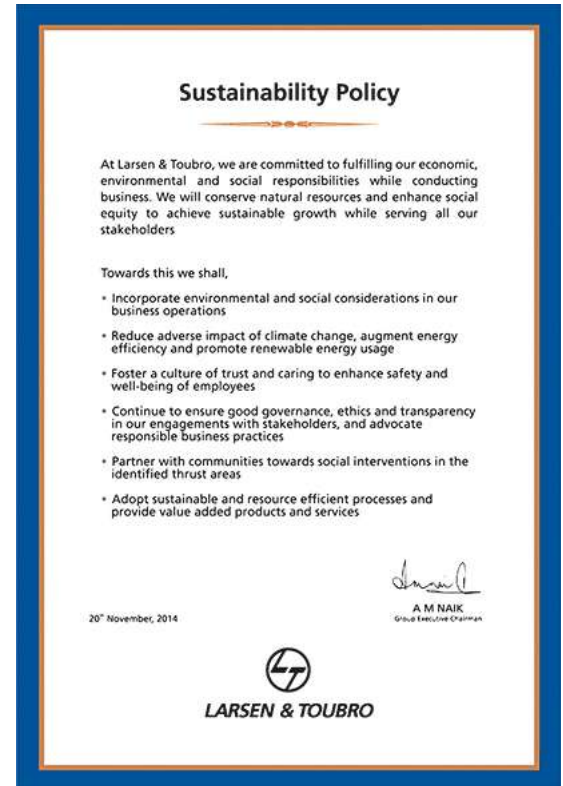 Sustainability Policy
At Larsen & Toubro, we are committed to fulfilling our economic,
environmental and social responsibilities while conducting
business. We will conserve natural resources and enhance social
equity to achieve sustainable growth while serving all our
stakeholders
Towards this we shall,
• Incorporate environmental and social considerations in our
business operations
• Reduce adverse impact of climate change, augment energy
efficiency and promote renewable energy usage
• Foster a culture of trust and caring to enhance safety and
well-being of employees
• Continue to ensure good governance, ethics and transparency
in our engagements with stakeholders, and advocate
responsible business practices
• Partner with communities towards social interventions in the
identified thrust areas
• Adopt sustainable and resource efficient processes and
provide value added products and services
A M NAIK
Group Executive Chairman
20th November, 2014
LT
LARSEN & TOUBRO